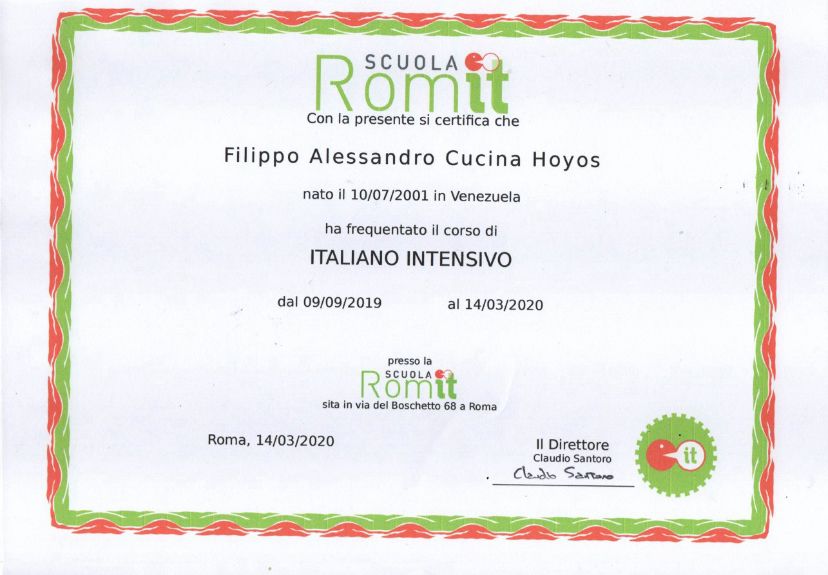 SCUOLA
Romit
Con la presente si certifica che
Filippo Alessandro Cucina Hoyos
nato il 10/07/2001 in Venezuela
ha frequentato il corso di
ITALIANO INTENSIVO
dal 09/09/2019 al 14/03/2020
presso la
SCUOLA
Romit
sita in via del Boschetto 68 a Roma
Roma, 14/03/2020
Il Direttore
Claudio Santoro
Claudio Santoro
it